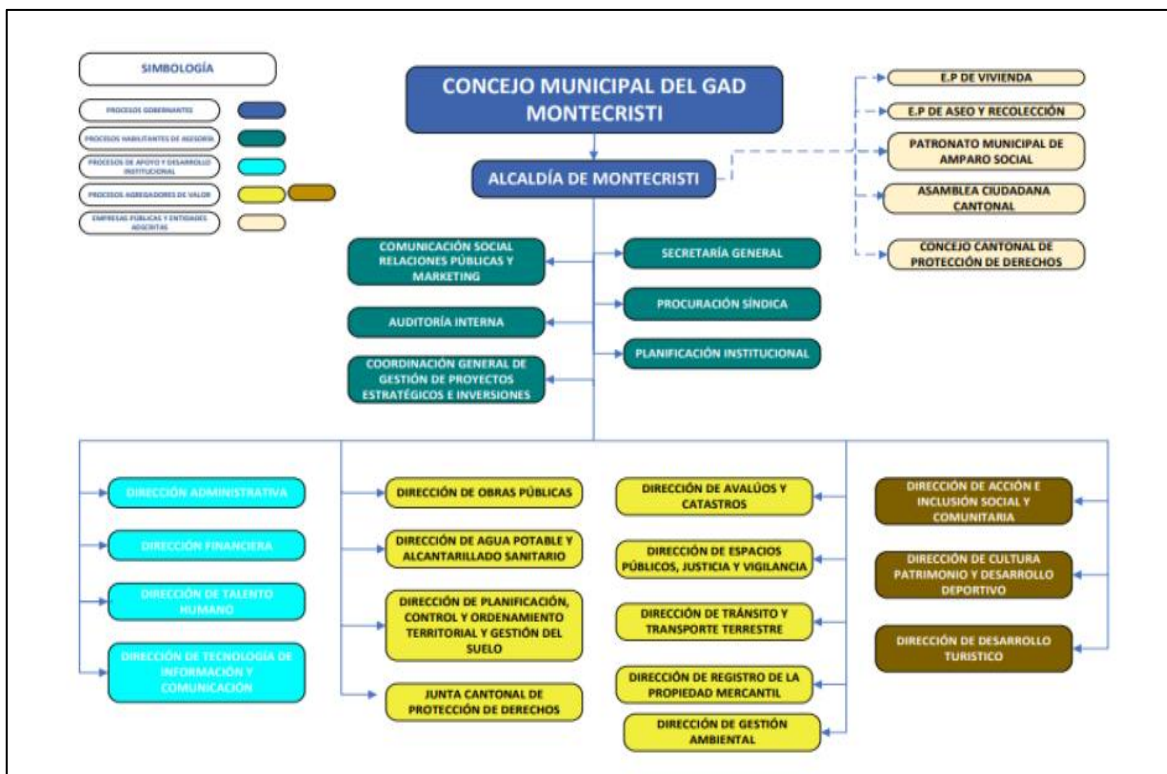 SIMBOLOGÍA
PROCESOS GOBERNANTES
PROCESOS HABILITANTES DE ASESORÍA
PROCESOS DE APOYO Y DESARROLLO
INSTITUCIONAL
PROCESOS AGREGADORES DE VALOR
EMPRESAS PÚBLICAS Y ENTIDADES
ADSCRITAS
CONCEJO MUNICIPAL DEL GAD
MONTECRISTI
ALCALDÍA DE MONTECRISTI
E.P DE VIVIENDA
E.P DE ASEO Y RECOLECCIÓN
PATRONATO MUNICIPAL DE
AMPARO SOCIAL
ASAMBLEA CIUDADANA
CANTONAL
CONCEJO CANTONAL DE
PROTECCIÓN DE DERECHOS
COMUNICACIÓN SOCIAL
RELACIONES PÚBLICAS Y
MARKETING
AUDITORÍA INTERNA
COORDINACIÓN GENERAL DE
GESTIÓN DE PROYECTOS
ESTRATÉGICOS E INVERSIONES
SECRETARÍA GENERAL
PROCURACIÓN SÍNDICA
PLANIFICACIÓN INSTITUCIONAL
DIRECCIÓN ADMINISTRATIVA
DIRECCIÓN FINANCIERA
DIRECCIÓN DE TALENTO
HUMANO
DIRECCIÓN DE TECNOLOGÍA DE
INFORMACIÓN Y
COMUNICACIÓN
DIRECCIÓN DE OBRAS PÚBLICAS
DIRECCIÓN DE AGUA POTABLE Y
ALCANTARILLADO SANITARIO
DIRECCIÓN DE PLANIFICACIÓN,
CONTROL Y ORDENAMIENTO
TERRITORIAL Y GESTIÓN DEL
SUELO
JUNTA CANTONAL DE
PROTECCIÓN DE DERECHOS
DIRECCIÓN DE AVALÚOS Y
CATASTROS
DIRECCIÓN DE ESPACIOS
PÚBLICOS, JUSTICIA Y VIGILANCIA
DIRECCIÓN DE TRÁNSITO Y
TRANSPORTE TERRESTRE
DIRECCIÓN DE REGISTRO DE LA
PROPIEDAD MERCANTIL
DIRECCIÓN DE GESTIÓN
AMBIENTAL
DIRECCIÓN DE ACCIÓN E
INCLUSIÓN SOCIAL Y
COMUNITARIA
DIRECCIÓN DE CULTURA
PATRIMONIO Y DESARROLLO
DEPORTIVO
DIRECCIÓN DE DESARROLLO
TURISTICO